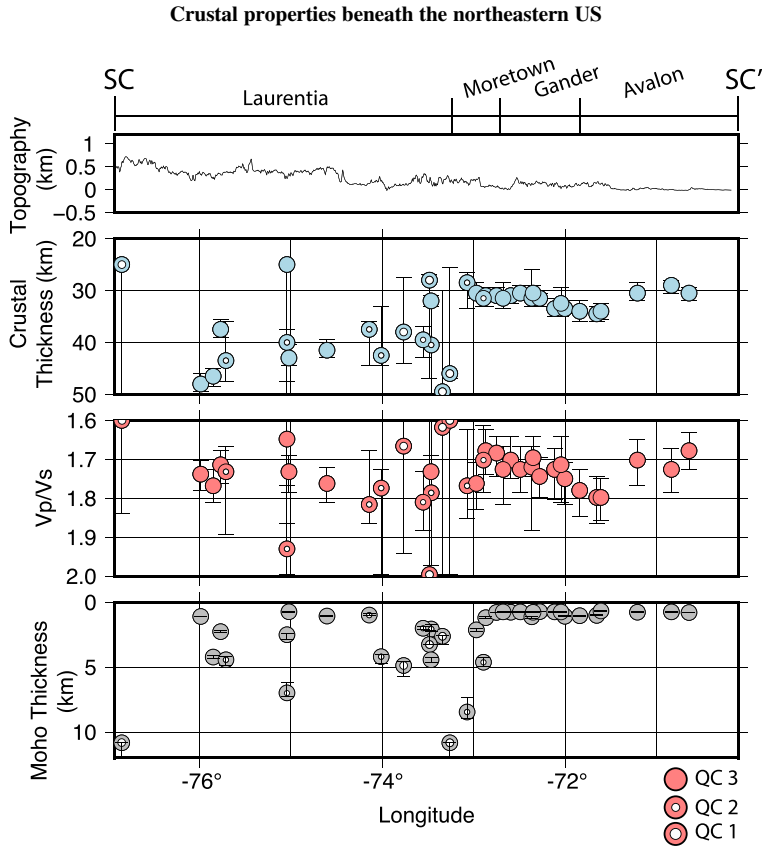 Crustal properties beneath the northeastern US
SC
Laurentia
Moretown
Gander
Avalon
SC'
Topography
(km)
1
0.5
0
−0.5
Crustal
Thickness (km)
20
30
40
50
Vp/Vs
1.6
1.7
1.8
1.9
2.0
Moho Thickness
(km)
0
5
10
-76°
-74°
-72°
Longitude
QC 3
QC 2
QC 1